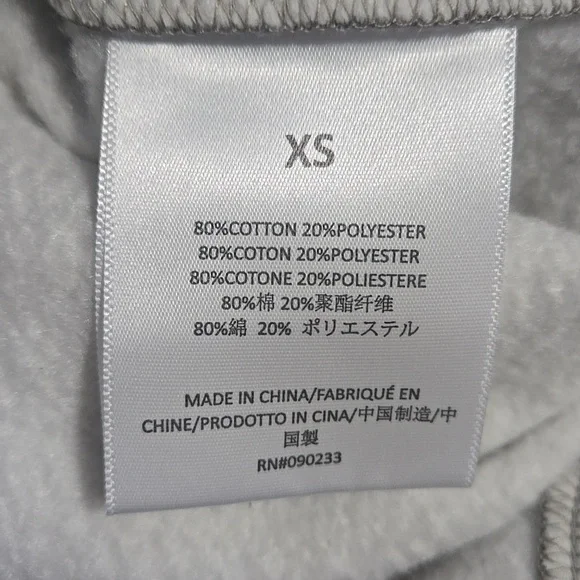 XS
80%COTTON 20%POLYESTER
80%COTON 20%POLYESTER
80%COTONE 20%POLIESTERE
80%棉 20%聚酯纤维
80%綿 20% ポリエステル
MADE IN CHINA/FABRIQUÉ EN
CHINE/PRODOTTO IN CINA/中国制造/中
国製
RN#090233